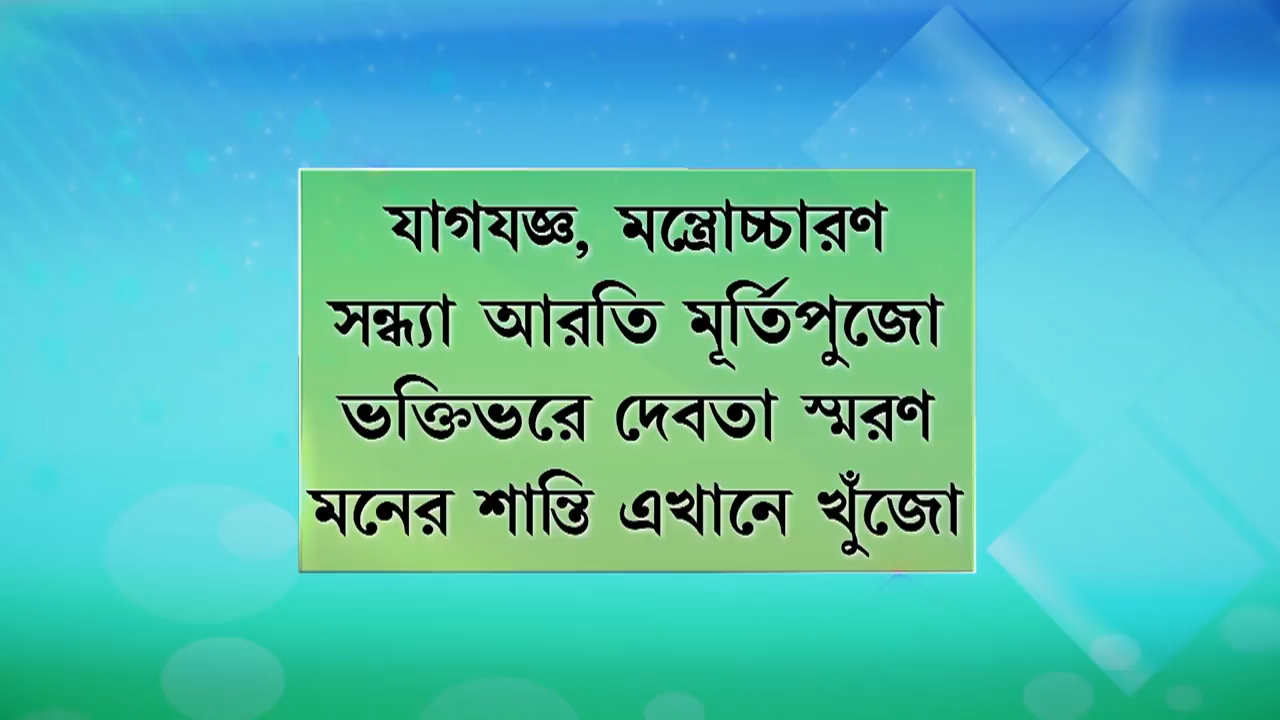 যাগযজ্ঞ, মন্ত্রোচ্চারণ
সন্ধ্যা আরতি মূর্তিপুজো
ভক্তিভরে দেবতা স্মরণ
মনের শান্তি এখানে খুঁজো